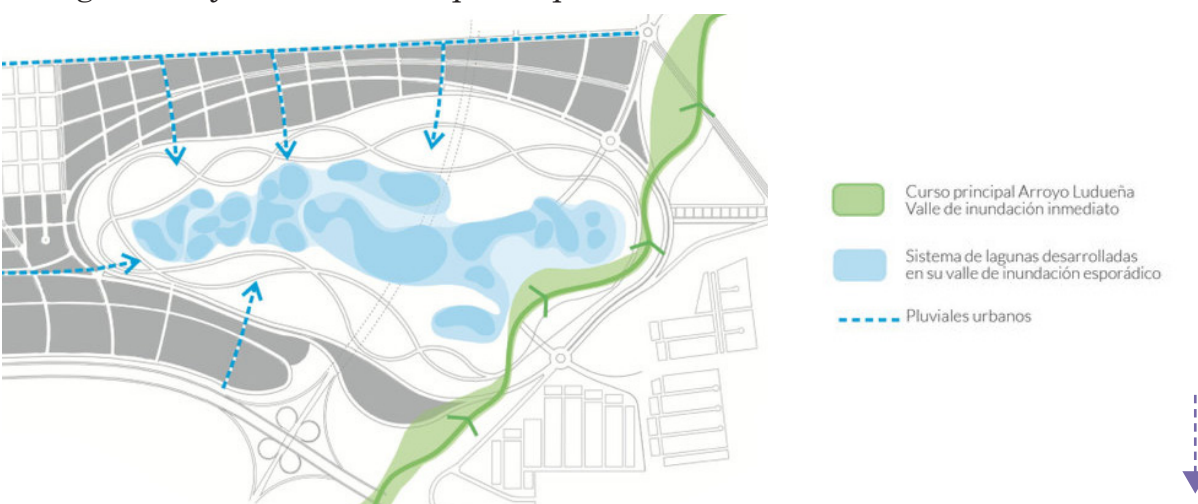 Curso principal Arroyo Ludueña
Valle de inundación inmediato
Sistema de lagunas desarrolladas
en su valle de inundación esporádico
Pluviales urbanos